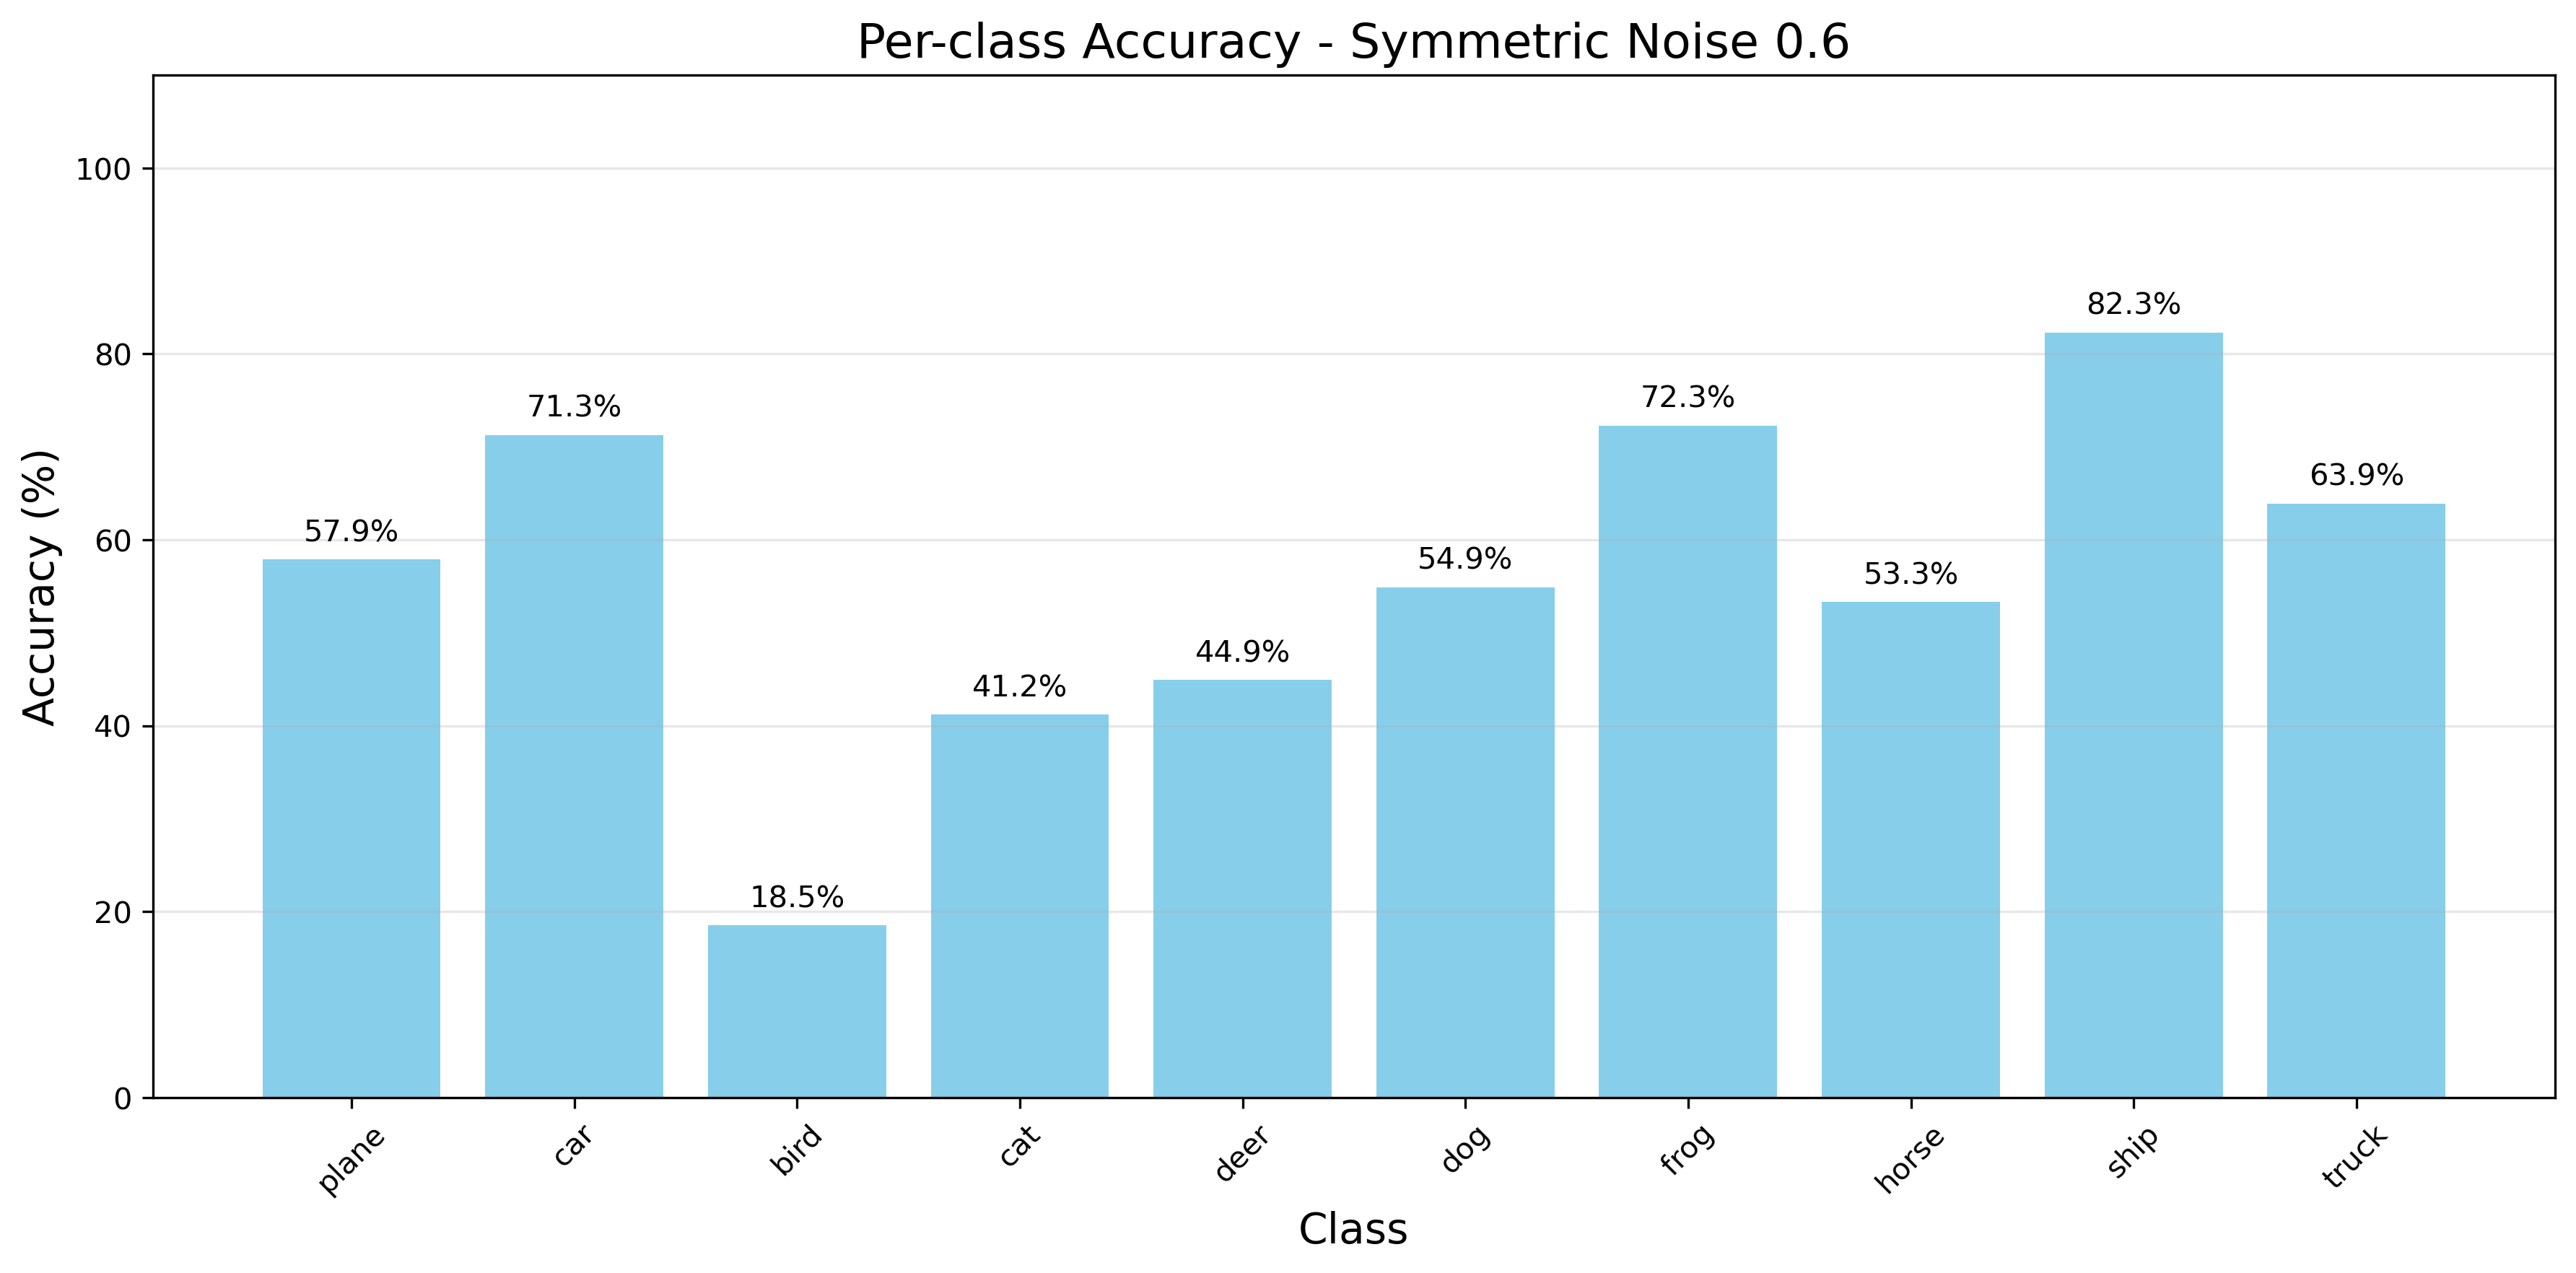 Per-class Accuracy - Symmetric Noise 0.6
Accuracy (%)
100
80
60
40
20
0
57.9%
71.3%
18.5%
41.2%
44.9%
54.9%
72.3%
53.3%
82.3%
63.9%
plane
car
bird
cat
deer
dog
frog
horse
ship
truck
Class